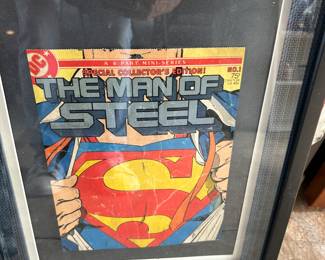 DC
A 6 PART MINI-SERIES
SPECIAL COLLECTOR'S EDITION!
NO.1
75¢
THE MAN OF
STEEL
S